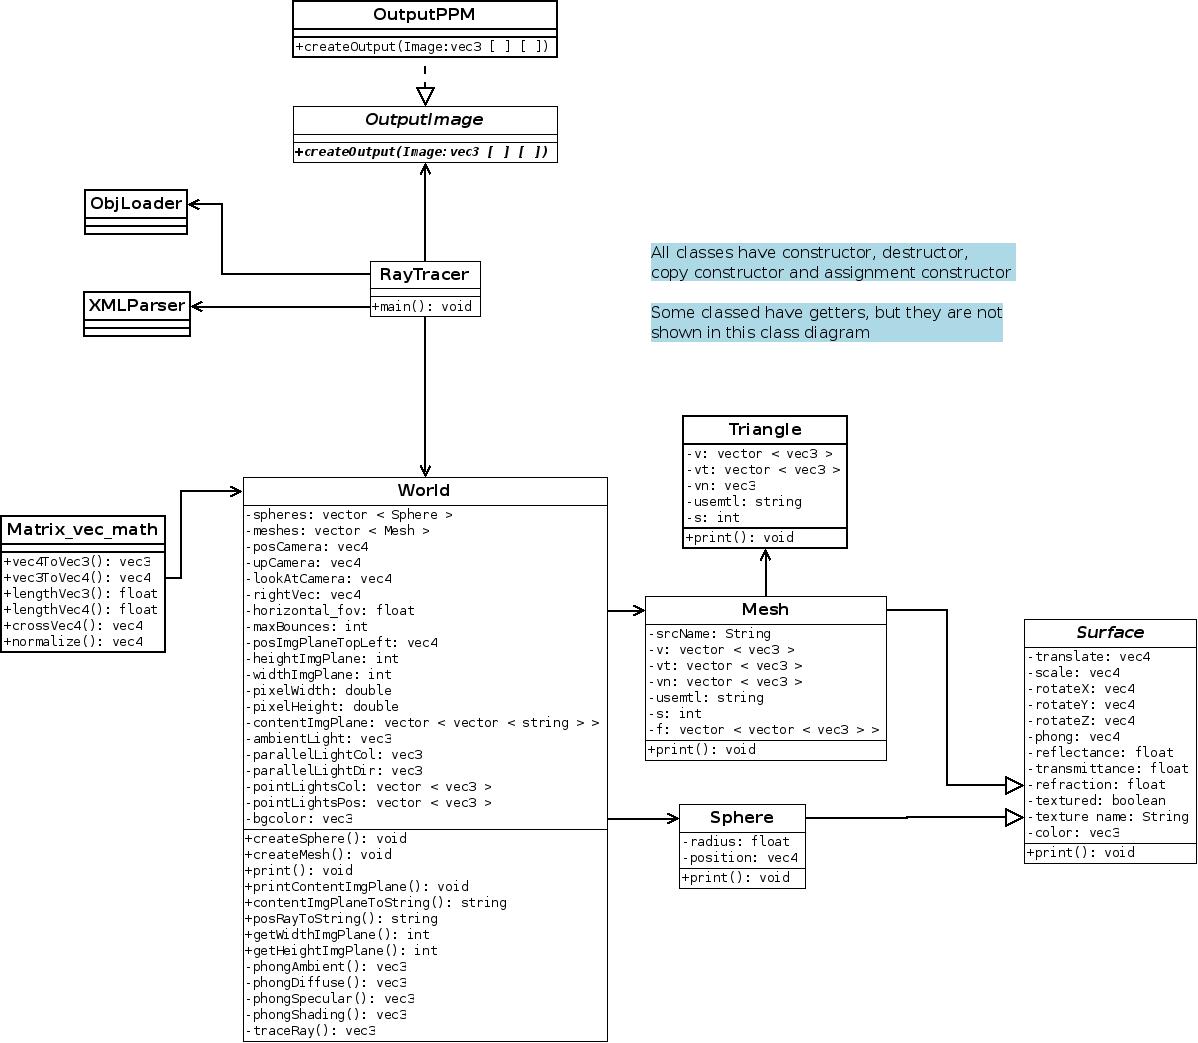 OutputPPM
+createOutput(Image:vec3 [ ] [ ])
OutputImage
+createOutput(Image:vec3 [ ] [ ])
ObjLoader
XMLParser
RayTracer
+main(): void
All classes have constructor, destructor,
copy constructor and assignment constructor
Some classed have getters, but they are not
shown in this class diagram
Matrix_vec_math
+vec4ToVec3(): vec3
+vec3ToVec4(): vec4
+lengthVec3(): float
+lengthVec4(): float
+crossVec4(): vec4
+normalize(): vec4
World
-spheres: vector < Sphere >
-meshes: vector < Mesh >
-posCamera: vec4
-upCamera: vec4
-lookAtCamera: vec4
-rightVec: vec4
-horizontal_fov: float
-maxBounces: int
-posImgPlaneTopLeft: vec4
-heightImgPlane: int
-widthImgPlane: int
-pixelWidth: double
-pixelHeight: double
-contentImgPlane: vector < vector < string > >
-ambientLight: vec3
-parallelLightCol: vec3
-parallelLightDir: vec3
-pointLightsCol: vector < vec3 >
-pointLightsPos: vector < vec3 >
-bgcolor: vec3
+createSphere(): void
+createMesh(): void
+print(): void
+printContentImgPlane(): void
+contentImgPlaneToString(): string
+posRayToString(): string
+getWidthImgPlane(): int
+getHeightImgPlane(): int
-phongAmbient(): vec3
-phongDiffuse(): vec3
-phongSpecular(): vec3
-phongShading(): vec3
-traceRay(): vec3
Triangle
-v: vector < vec3 >
-vt: vector < vec3 >
-vn: vec3
-usemtl: string
-s: int
+print(): void
Mesh
-srcName: String
-v: vector < vec3 >
-vt: vector < vec3 >
-vn: vector < vec3 >
-usemtl: string
-s: int
-f: vector < vector < vec3 > >
+print(): void
Sphere
-radius: float
-position: vec4
+print(): void
Surface
-translate: vec4
-scale: vec4
-rotateX: vec4
-rotateY: vec4
-rotateZ: vec4
-phong: vec4
-reflectance: float
-transmittance: float
-refraction: float
-textured: boolean
-texture name: String
-color: vec3
+print(): void